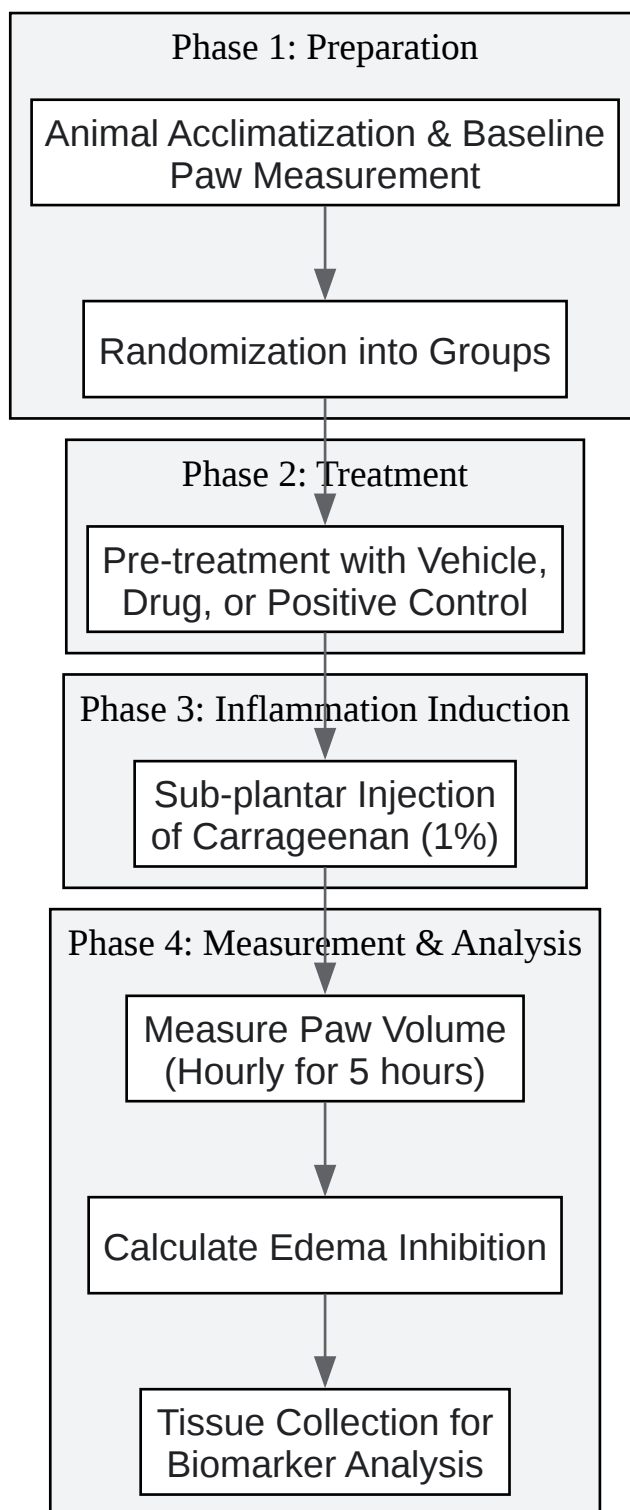 Phase 1: Preparation
Animal Acclimatization & Baseline
Paw Measurement
Randomization into Groups
Phase 2: Treatment
Pre-treatment with Vehicle,
Drug, or Positive Control
Phase 3: Inflammation Induction
Sub-plantar Injection
of Carrageenan (1%)
Phase 4: Measurement & Analysis
Measure Paw Volume
(Hourly for 5 hours)
Calculate Edema Inhibition
Tissue Collection for
Biomarker Analysis